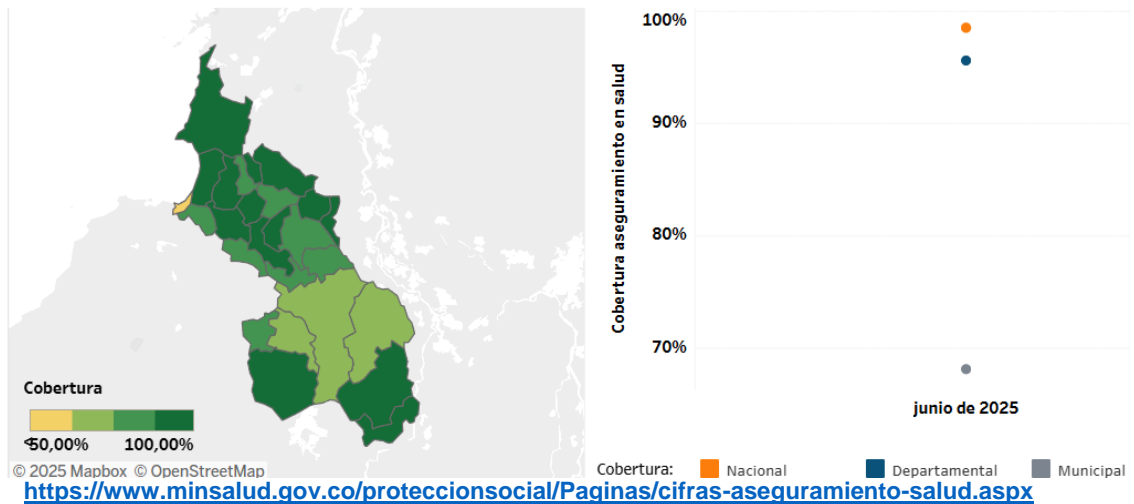 Cobertura
<50,00%
100,00%
© 2025 Mapbox © OpenStreetMap
Cobertura aseguramiento en salud
100%
90%
80%
70%
junio de 2025
Cobertura:
Nacional
Departamental
Municipal
https://www.minsalud.gov.co/proteccionsocial/Paginas/cifras-aseguramiento-salud.aspx